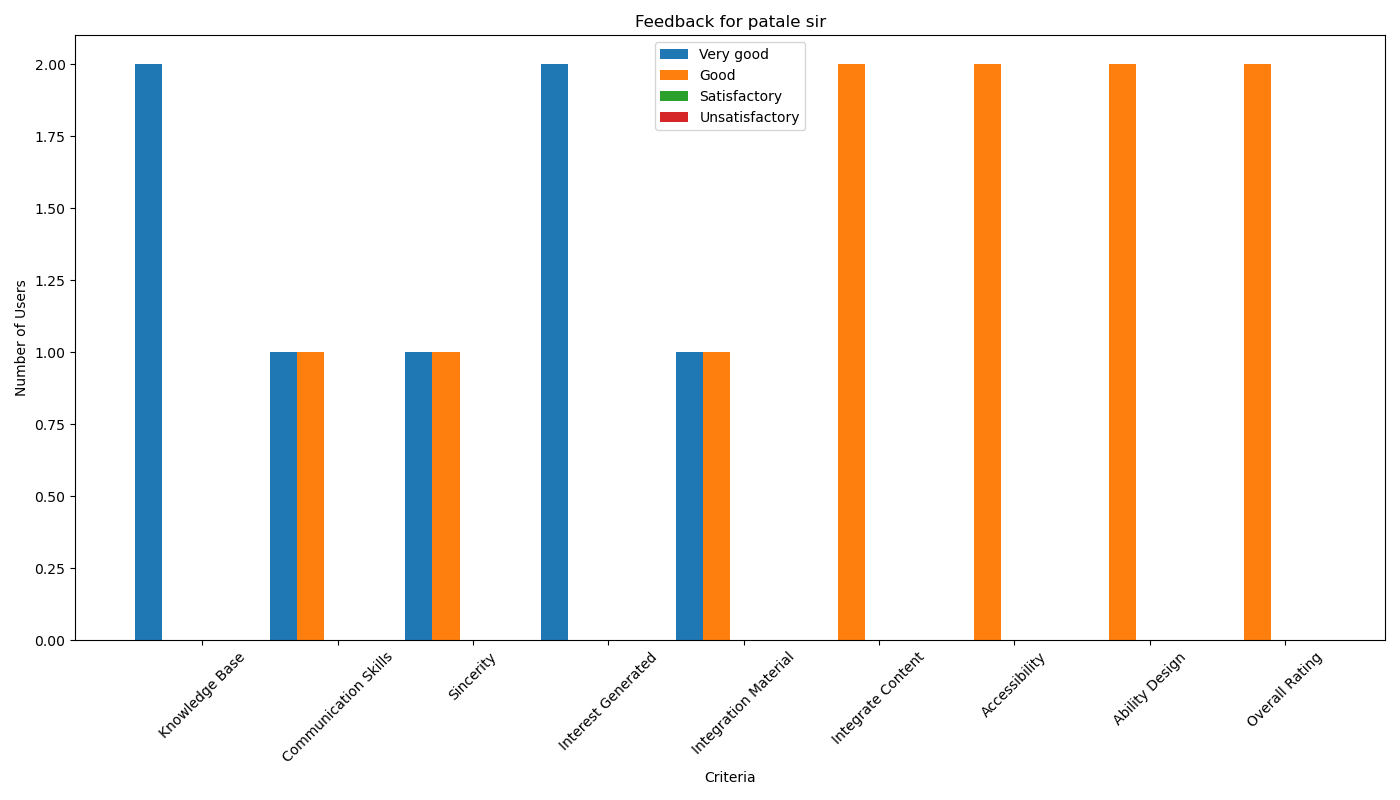 Feedback for patale sir
Very good
Good
Satisfactory
Unsatisfactory
2.00
1.75
1.50
1.25
1.00
0.75
0.50
0.25
0.00
Number of Users
Knowledge Base
Communication Skills
Sincerity
Interest Generated
Integration Material
Integrate Content
Accessibility
Ability Design
Overall Rating
Criteria